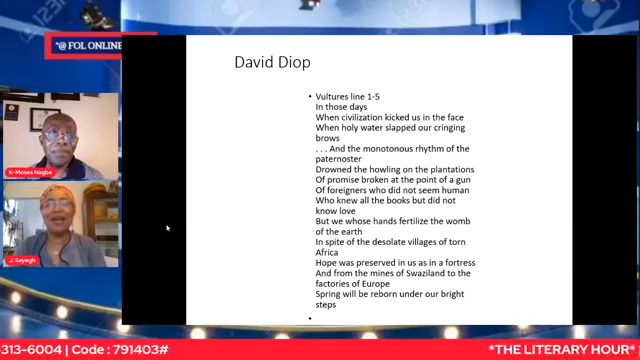 "@ FOL ONLINE
David Diop
• Vultures line 1-5
In those days
When civilization kicked us in the face
When holy water slapped our cringing
brows
. . . And the monotonous rhythm of the
paternoster
Drowned the howling on the plantations
Of promise broken at the point of a gun
Of foreigners who did not seem human
Who knew all the books but did not
know love
But we whose hands fertilize the womb
of the earth
In spite of the desolate villages of torn
Africa
Hope was preserved in us as in a fortress
And from the mines of Swaziland to the
factories of Europe
Spring will be reborn under our bright
steps
•
K-Moses Nagbe
J. Sayegh
-313-6004 | Code : 791403#
*THE LITERARY HOUR*